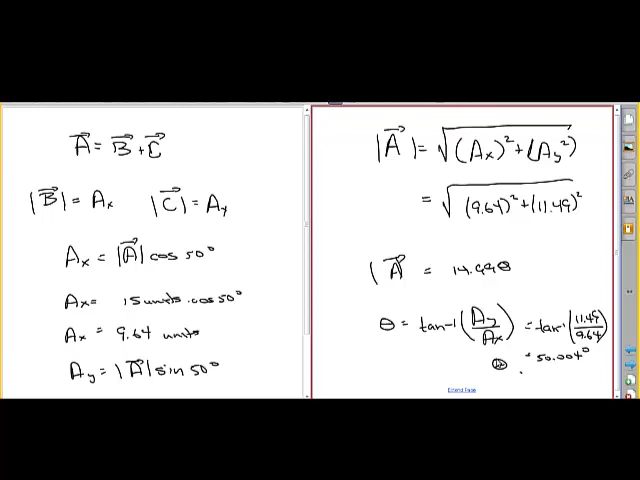 A⃗ = B⃗ + C⃗
|B⃗| = Ax |C⃗| = Ay
Ax = |A⃗| cos 50°
Ax = 15 units · cos 50°
Ax = 9.64 units
Ay = |A⃗| sin 50°
|A⃗| = √(Ax)² + (Ay²)
= √(9.64)² + (11.49)²
|A⃗ = 14.998
θ = tan-1 (Ay/Ax) = tan-1 (11.49/9.64)
= 50.004°
Extend Page